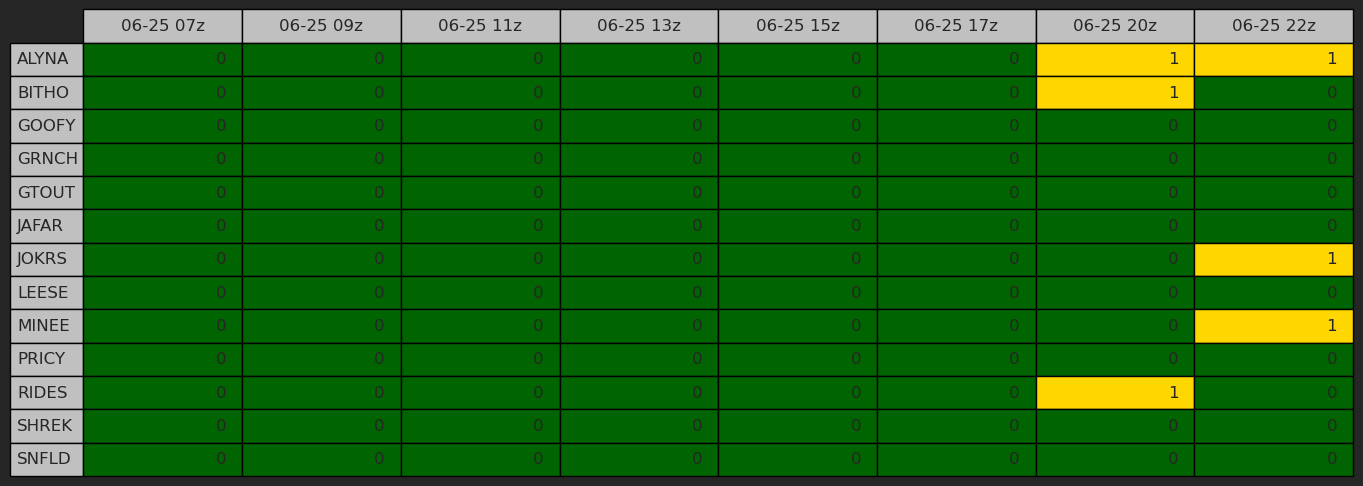 06-25 07z 06-25 09z 06-25 11z 06-25 13z 06-25 15z 06-25 17z 06-25 20z 06-25 22z
ALYNA 0 0 0 0 0 0 1 1
BITHO 0 0 0 0 0 0 1 0
GOOFY 0 0 0 0 0 0 0 0
GRNCH 0 0 0 0 0 0 0 0
GTOUT 0 0 0 0 0 0 0 0
JAFAR 0 0 0 0 0 0 0 0
JOKRS 0 0 0 0 0 0 0 1
LEESE 0 0 0 0 0 0 0 0
MINEE 0 0 0 0 0 0 0 1
PRICY 0 0 0 0 0 0 0 0
RIDES 0 0 0 0 0 0 1 0
SHREK 0 0 0 0 0 0 0 0
SNFLD 0 0 0 0 0 0 0 0